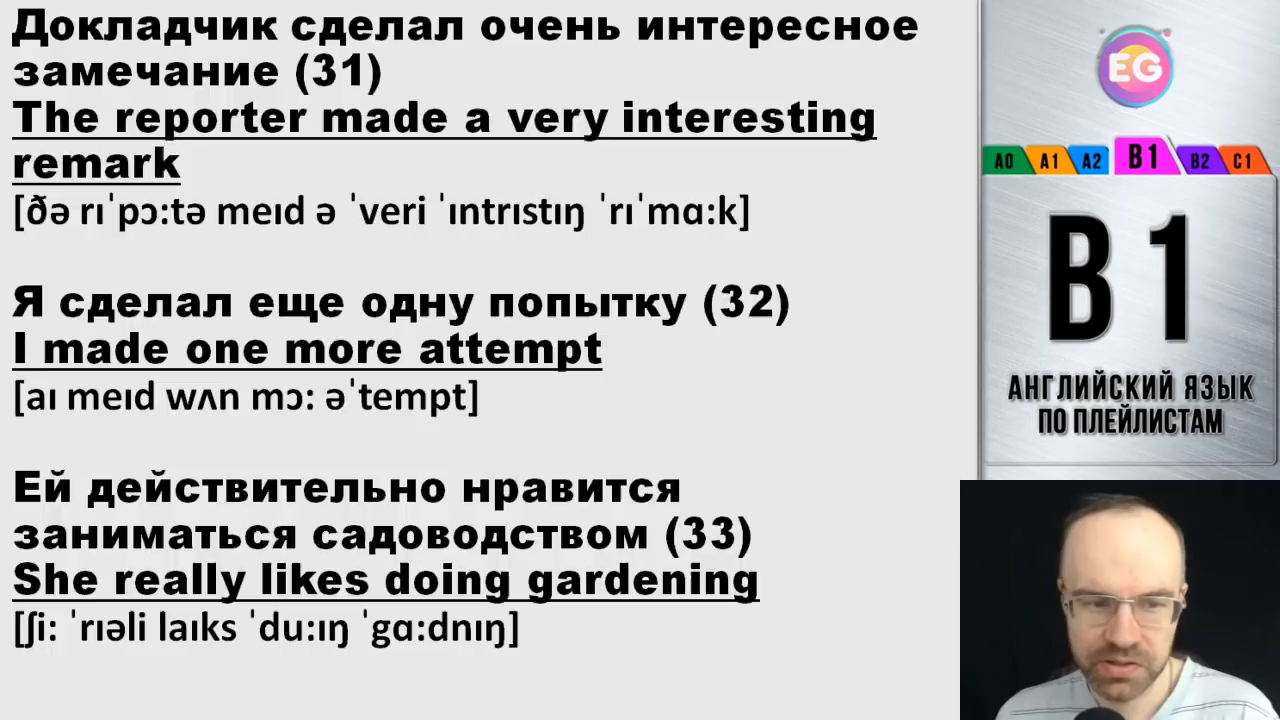 Докладчик сделал очень интересное
замечание (31)
The reporter made a very interesting
remark
[ðə rɪˈpɔ:tə meɪd ə ˈveri ˈɪntrɪstɪŋ ˈrɪˈmɑ:k]
Я сделал еще одну попытку (32)
I made one more attempt
[aɪ meɪd wʌn mɔ: əˈtempt]
Ей действительно нравится
заниматься садоводством (33)
She really likes doing gardening
[ʃi: ˈrɪəli laɪks ˈdu:ɪŋ ˈgɑ:dnɪŋ]
EG
A0 A1 A2 B1 B2 C1
B1
АНГЛИЙСКИЙ ЯЗЫК
ПО ПЛЕЙЛИСТАМ